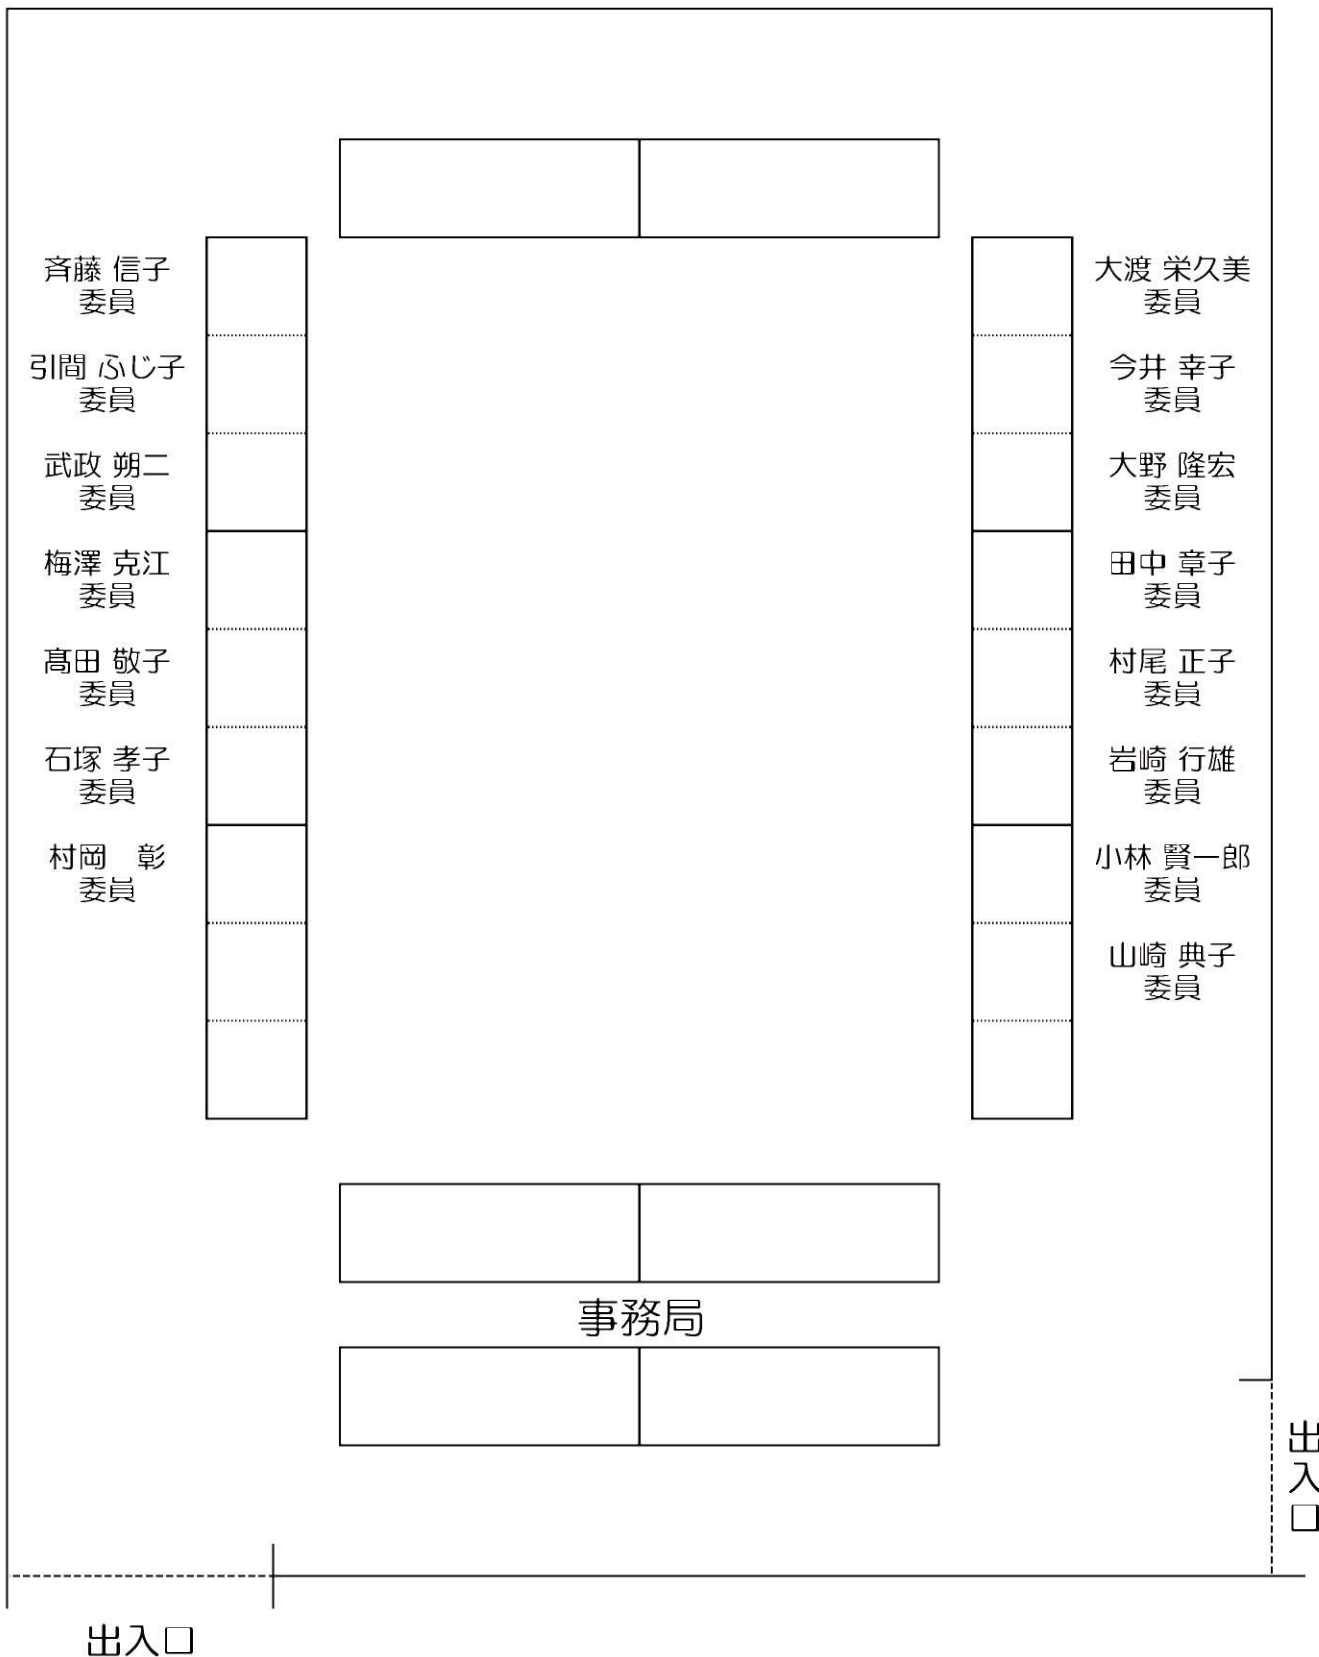 斉藤 信子
委員
引間 ふじ子
委員
武政 朔二
委員
梅澤 克江
委員
髙田 敬子
委員
石塚 孝子
委員
村岡　彰
委員
大渡 栄久美
委員
今井 幸子
委員
大野 隆宏
委員
田中 章子
委員
村尾 正子
委員
岩崎 行雄
委員
小林 賢一郎
委員
山崎 典子
委員
事務局
出入口
出入口